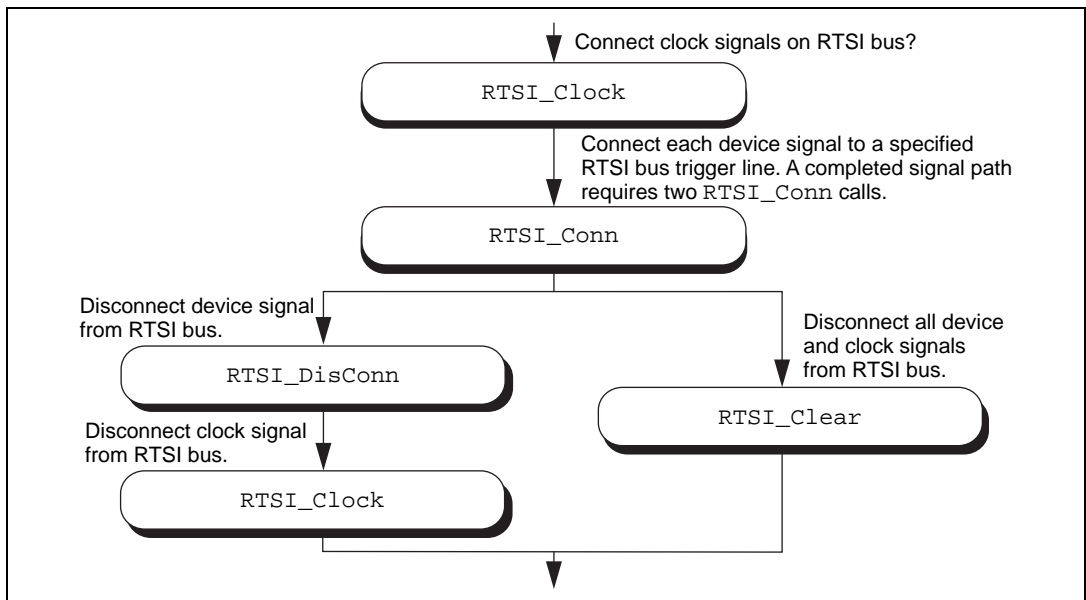 Connect clock signals on RTSI bus?
RTSI_Clock
Connect each device signal to a specified
RTSI bus trigger line. A completed signal path
requires two RTSI_Conn calls.
RTSI_Conn
Disconnect device signal
from RTSI bus.
RTSI_DisConn
Disconnect clock signal
from RTSI bus.
RTSI_Clock
Disconnect all device
and clock signals
from RTSI bus.
RTSI_Clear